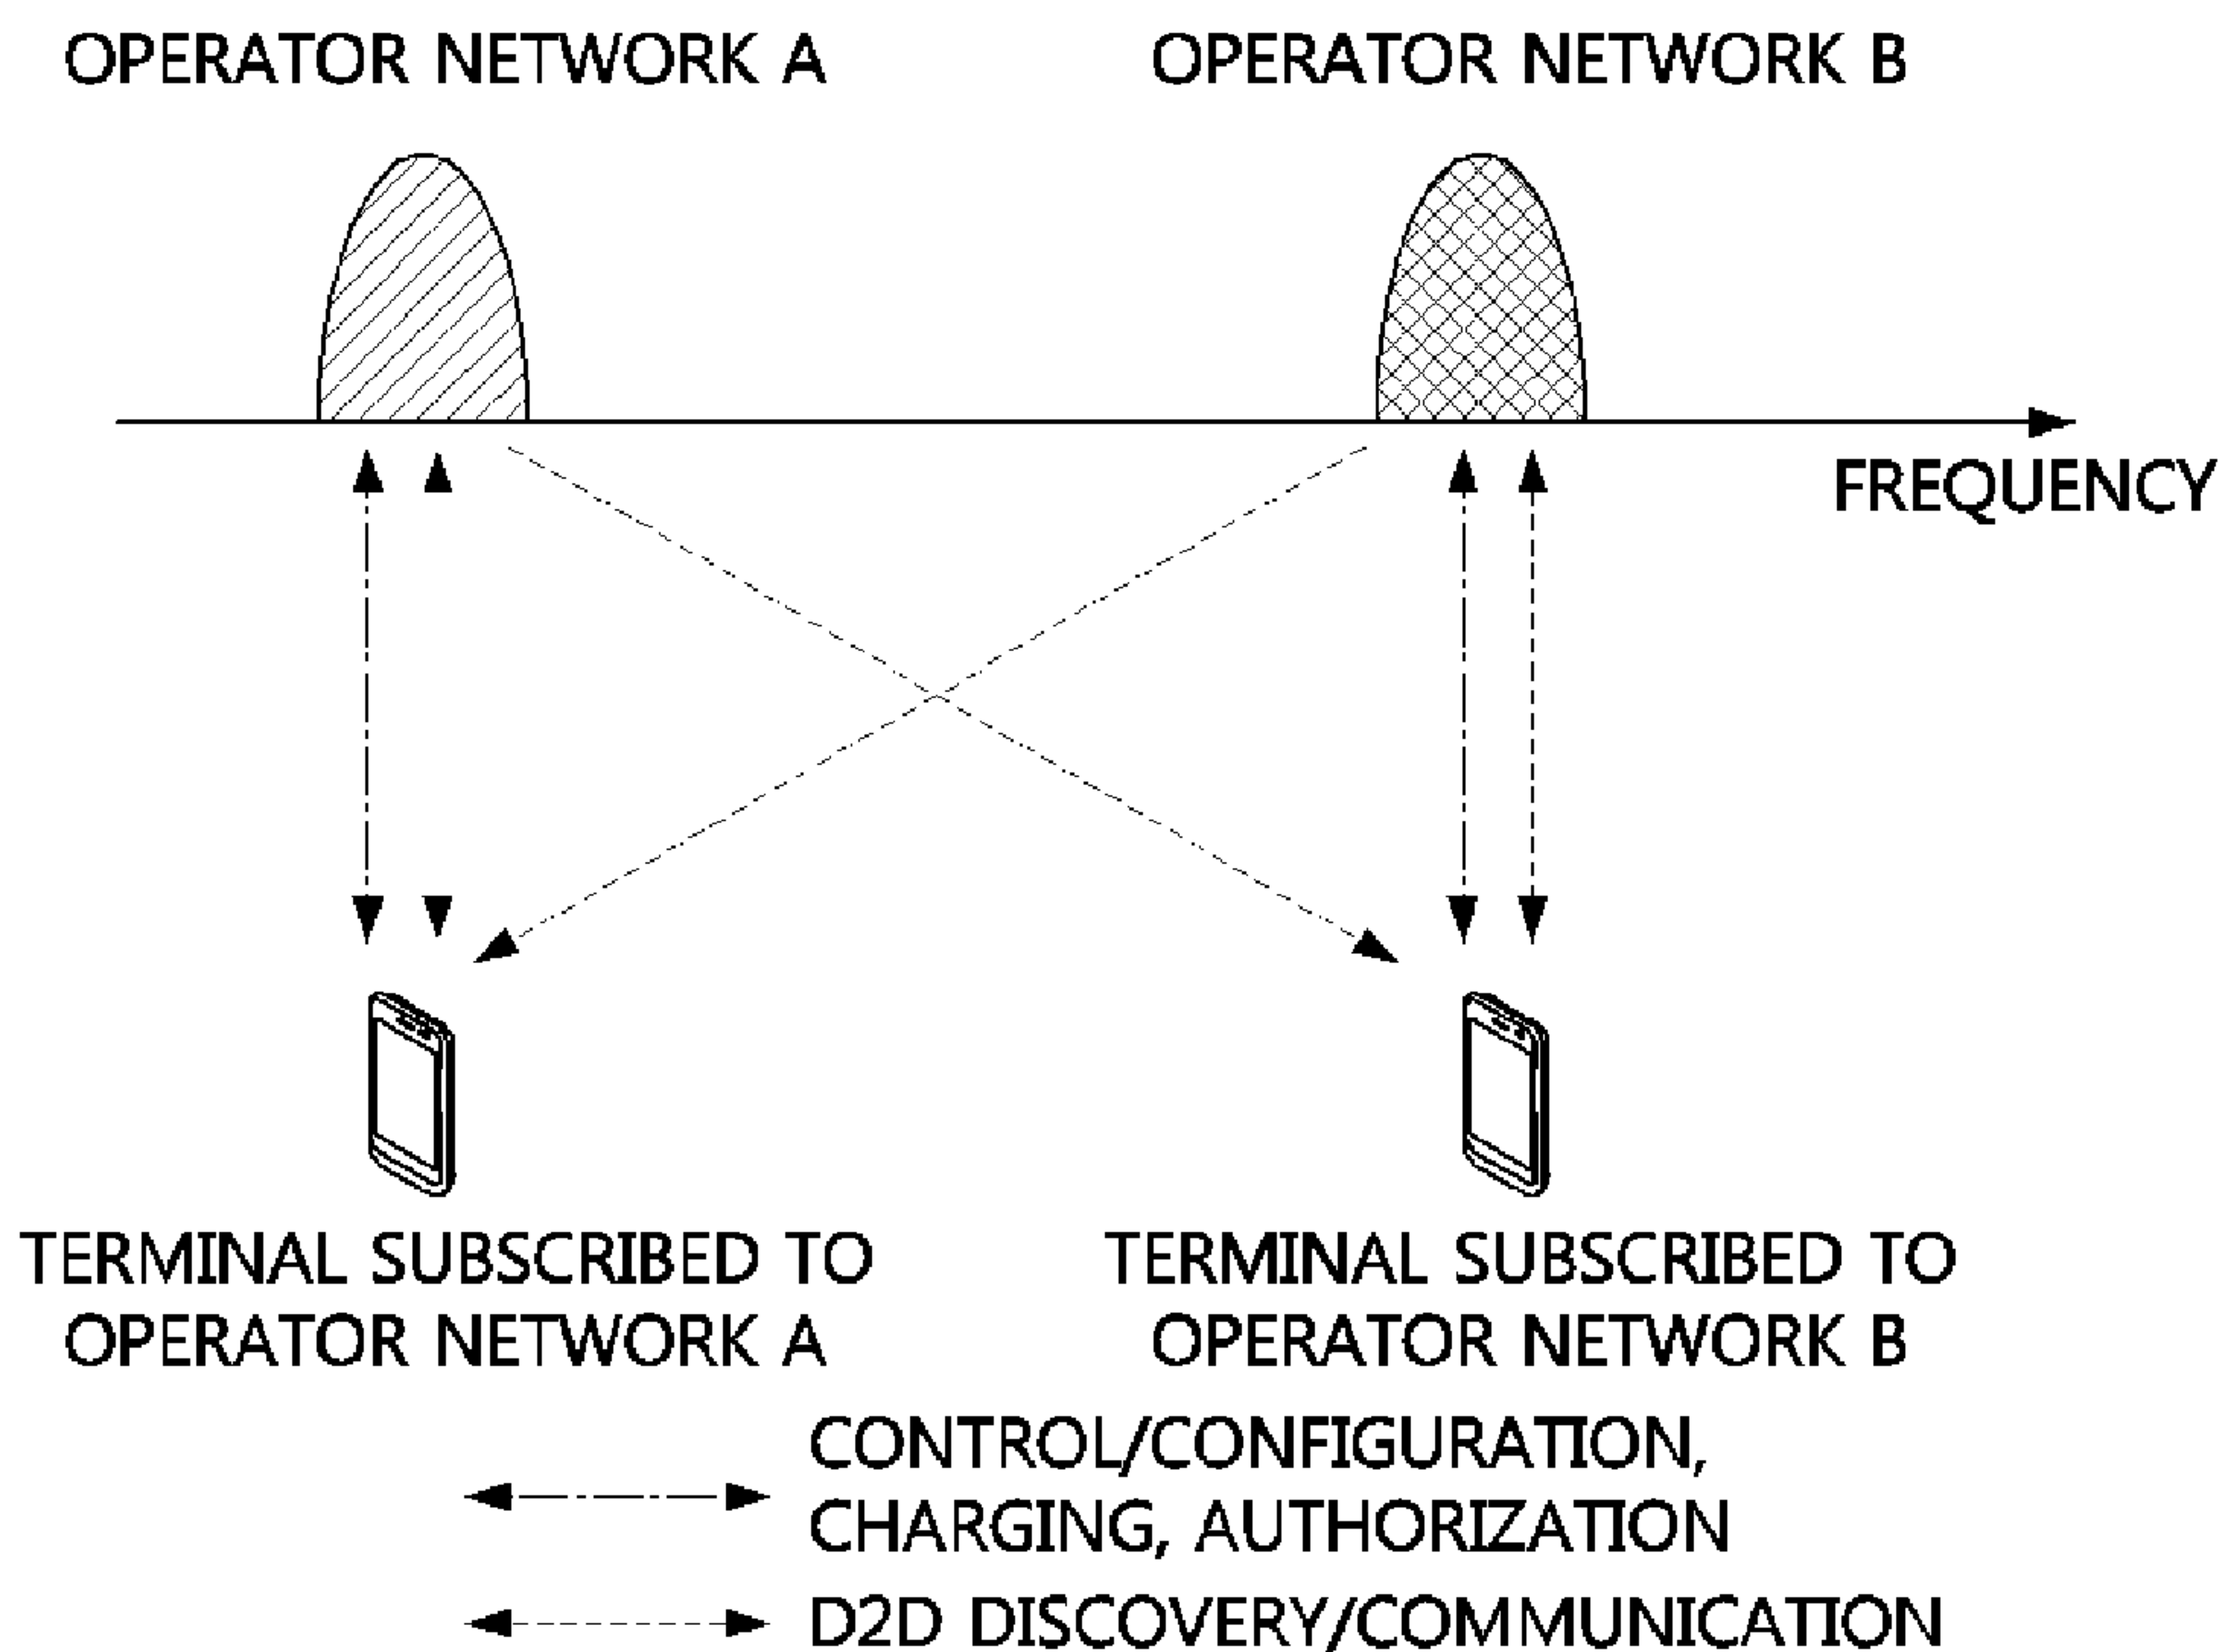 OPERATOR NETWORK A
OPERATOR NETWORK B
FREQUENCY
TERMINAL SUBSCRIBED TO
OPERATOR NETWORK A
TERMINAL SUBSCRIBED TO
OPERATOR NETWORK B
CONTROL/CONFIGURATION,
CHARGING, AUTHORIZATION
D2D DISCOVERY/COMMUNICATION